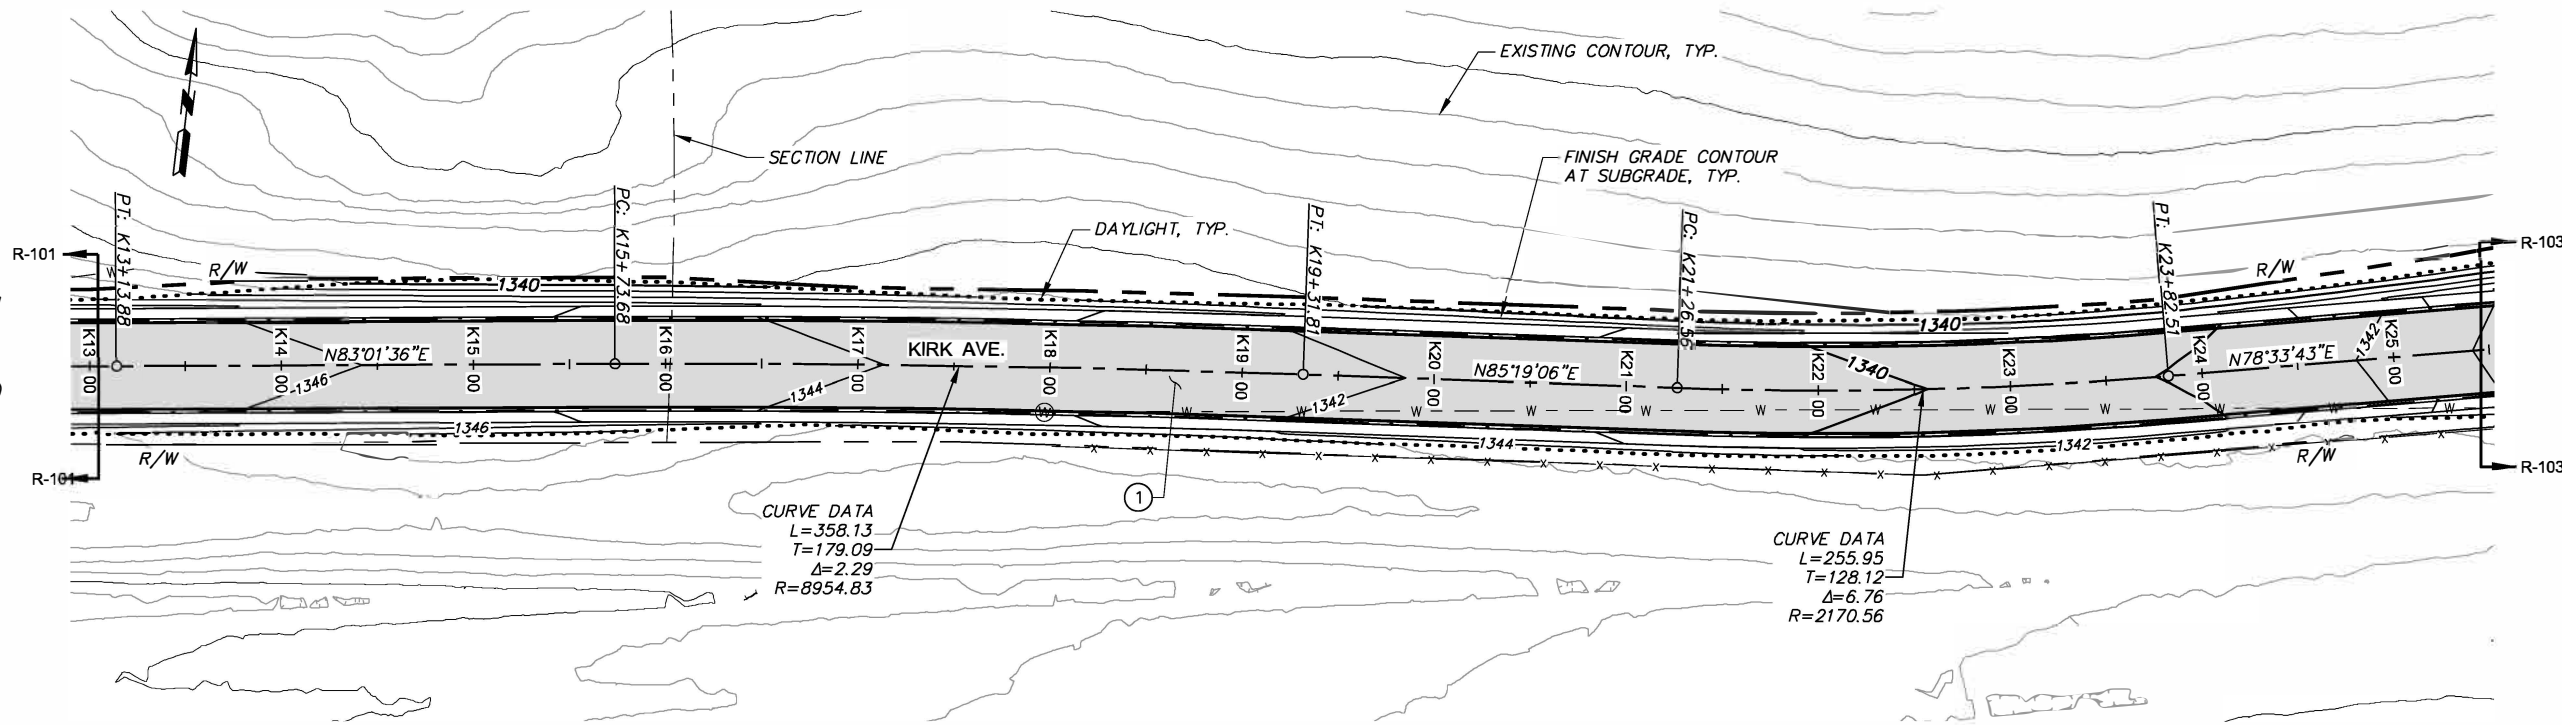 EXISTING CONTOUR, TYP.
SECTION LINE
FINISH GRADE CONTOUR
AT SUBGRADE, TYP.
DAYLIGHT, TYP.
PT: K13+13.88
PC: K15+73.68
PT: K19+31.81
PC: K21+26.56
PT: K23+82.51
R-101
R-103
W
R/W
1340
R/W
1340
K13
00
K14
00
K15
00
K16
00
K17
00
K18
00
K19
00
K20
00
K21
00
K22
00
K23
00
K24
00
K25+00
N83°01'36"E
KIRK AVE.
N85°19'06"E
1340
N78°33'43"E
1342
1346
1344
1342
W
W W W W W W W W W W W W
1346
1344
1342
R/W
R/W
X X X X X X X X X X X X X X X X X X X X X X X X X
R-101
R-103
1
CURVE DATA
L=358.13
T=179.09
Δ=2.29
R=8954.83
CURVE DATA
L=255.95
T=128.12
Δ=6.76
R=2170.56